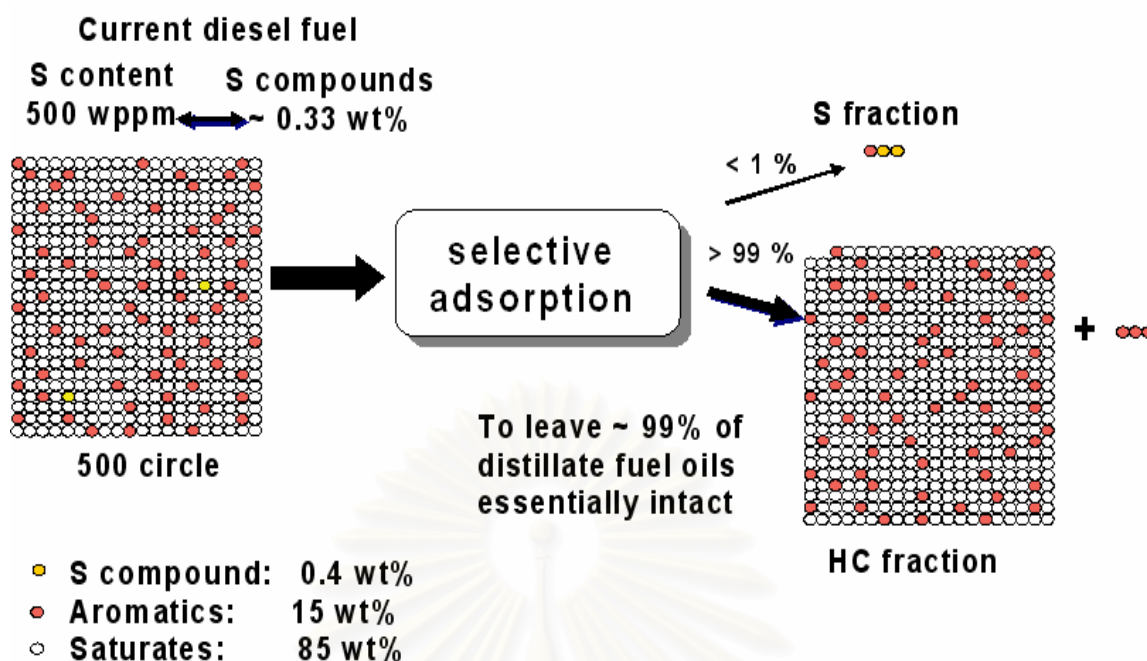 Current diesel fuel
S content
500 wppm
S compounds
~ 0.33 wt%
500 circle
selective
adsorption
< 1 %
S fraction
> 99 %
+
HC fraction
To leave ~ 99% of
distillate fuel oils
essentially intact
S compound: 0.4 wt%
Aromatics: 15 wt%
Saturates: 85 wt%